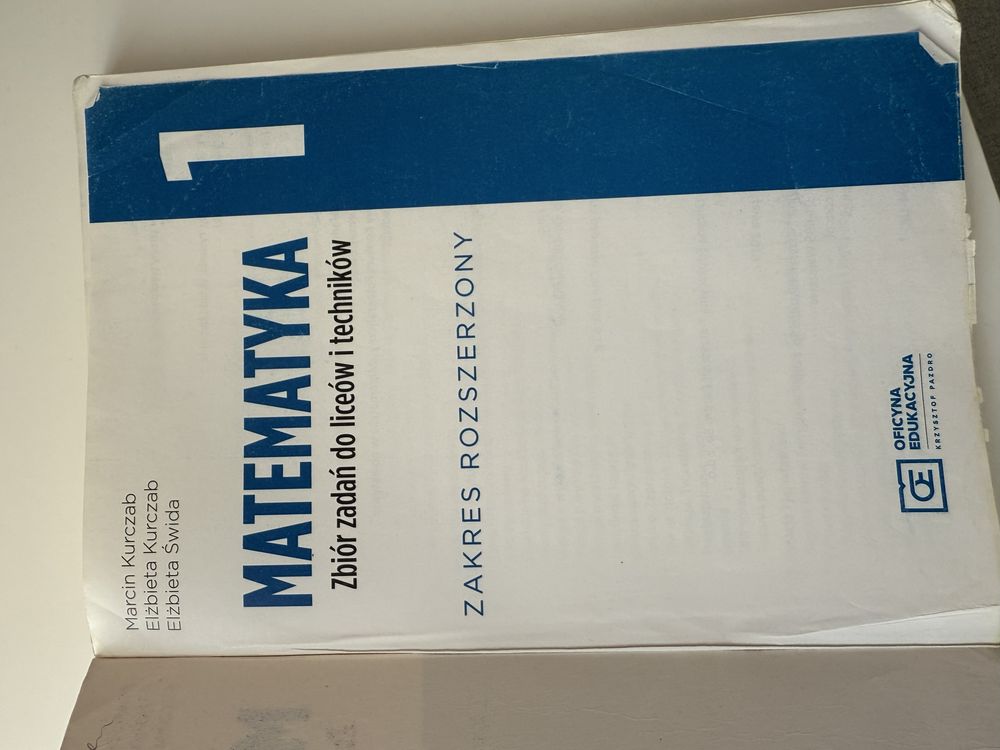 Marcin Kurczab
Elżbieta Kurczab
Elżbieta Świda
MATEMATYKA
1
Zbiór zadań do liceów i techników
ZAKRES ROZSZERZONY
OFICYNA
EDUKACYJNA
KRZYSZTOF PAZDRO